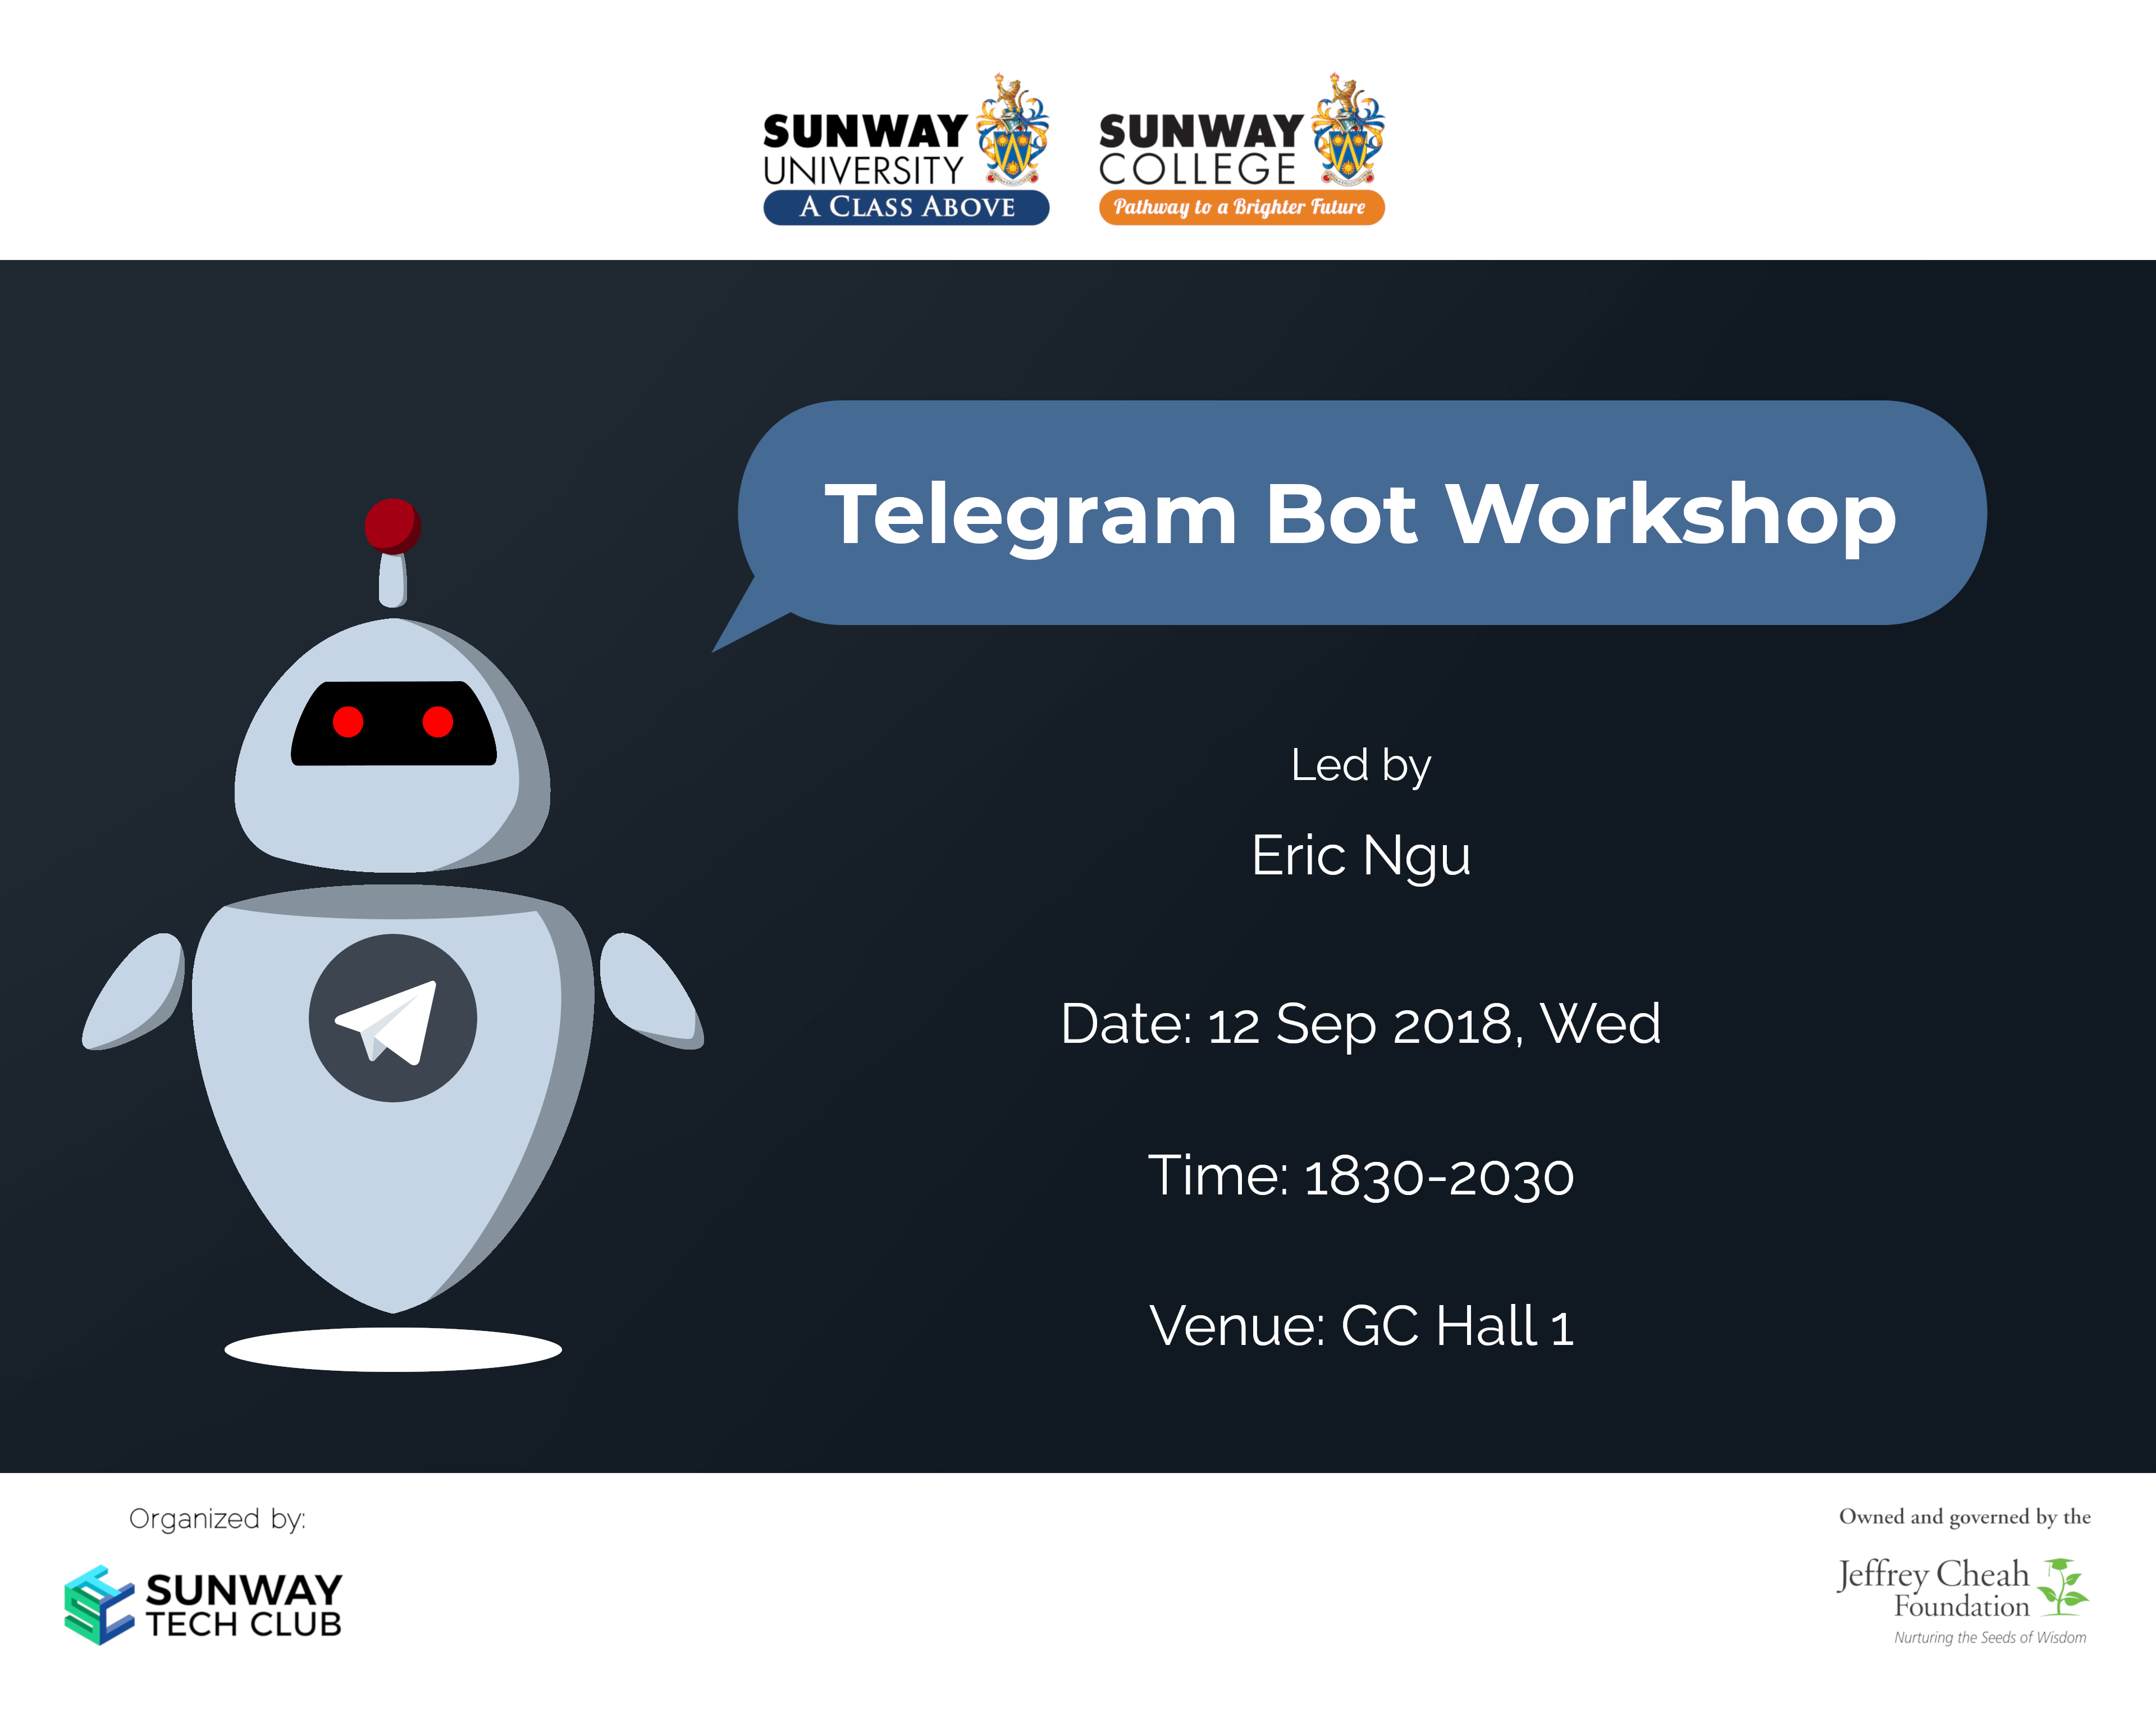 SUNWAY
UNIVERSITY
A CLASS ABOVE
SUNWAY
COLLEGE
Pathway to a Brighter Future
Telegram Bot Workshop
Led by
Eric Ngu
Date: 12 Sep 2018, Wed
Time: 1830-2030
Venue: GC Hall 1
Organized by:
SUNWAY
TECH CLUB
Owned and governed by the
Jeffrey Cheah
Foundation
Nurturing the Seeds of Wisdom